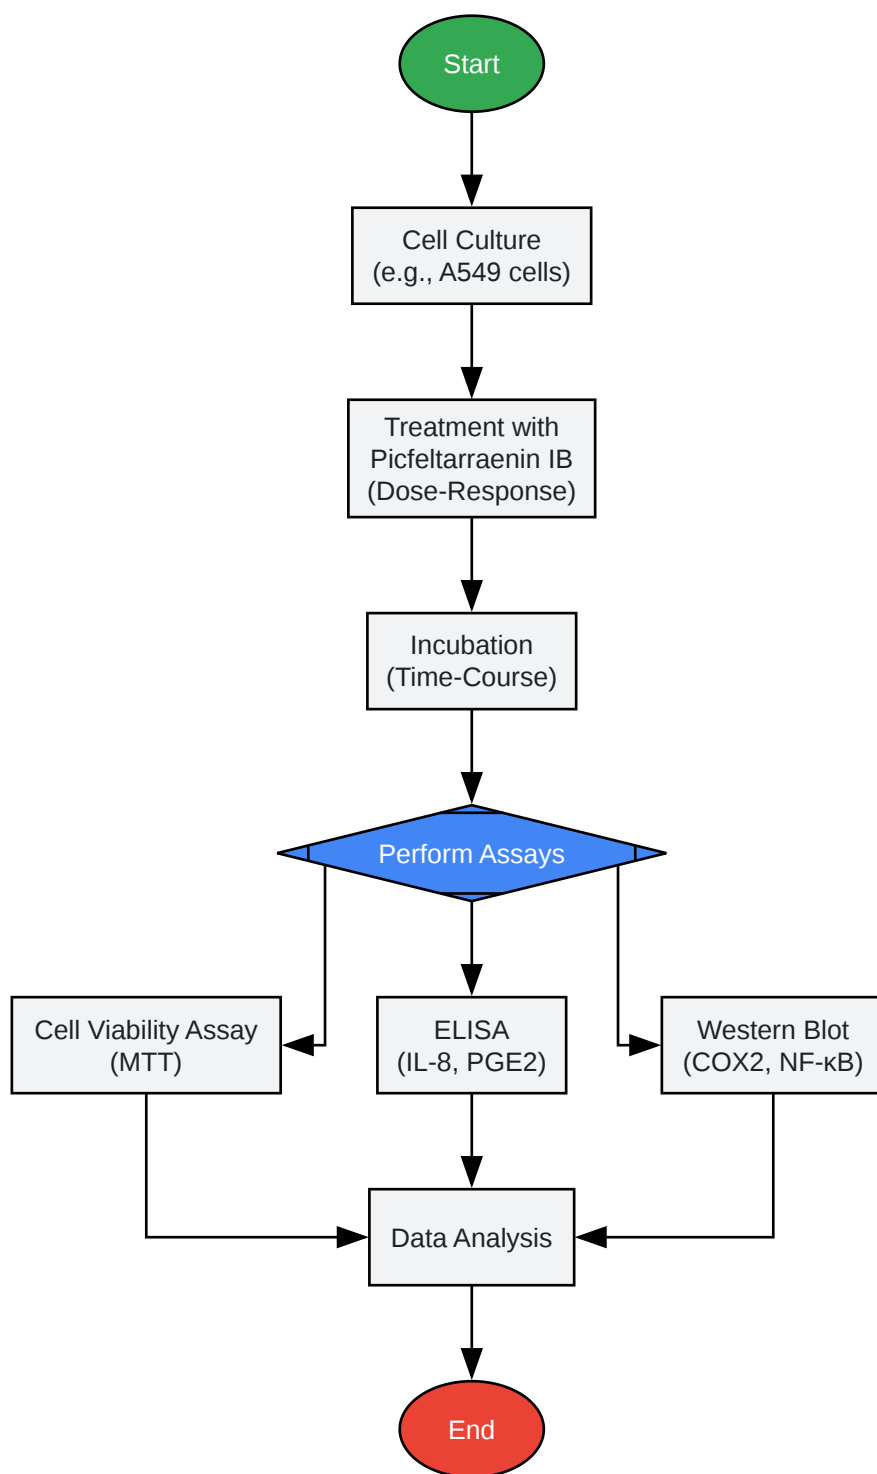 Start
Cell Culture
(e.g., A549 cells)
Treatment with
Picfeltarraenin IB
(Dose-Response)
Incubation
(Time-Course)
Perform Assays
Cell Viability Assay
(MTT)
ELISA
(IL-8, PGE2)
Western Blot
(COX2, NF-κB)
Data Analysis
End